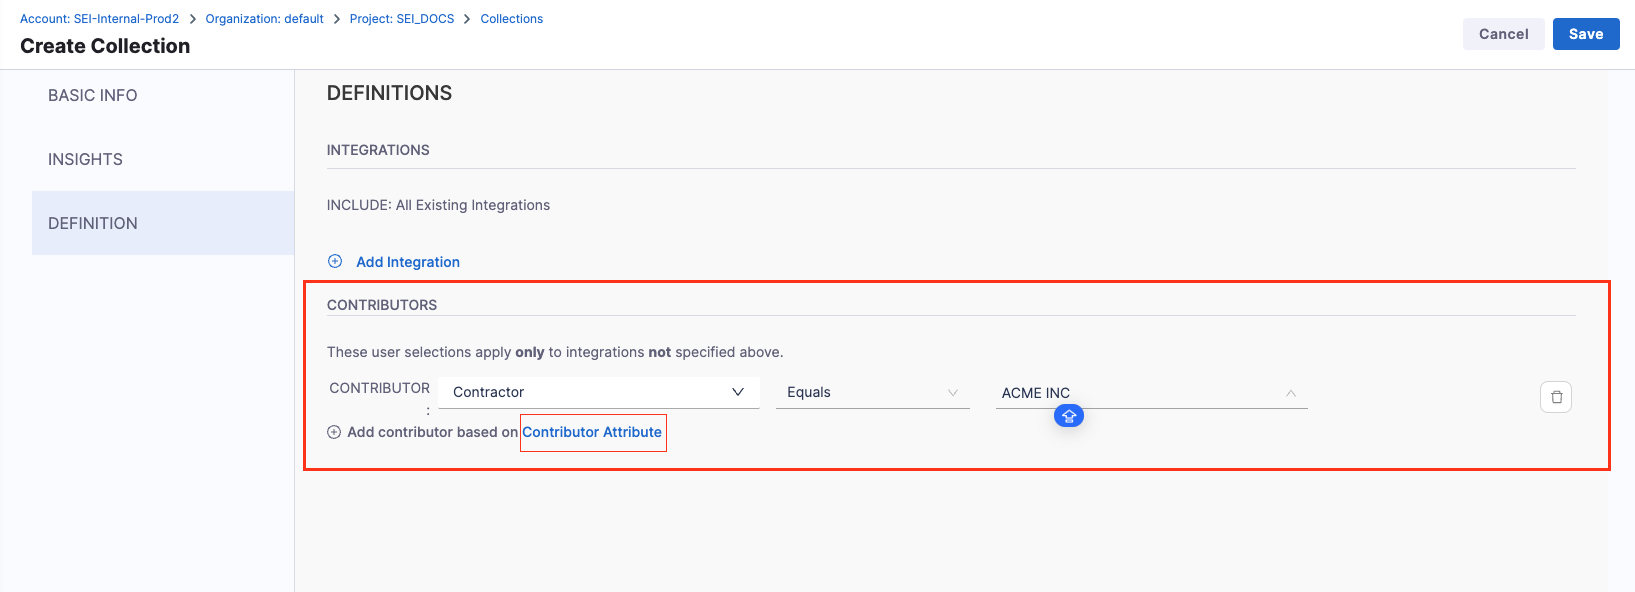 Account: SEI-Internal-Prod2 > Organization: default > Project: SEI_DOCS > Collections
Create Collection
Cancel
Save
BASIC INFO
INSIGHTS
DEFINITION
DEFINITIONS
INTEGRATIONS
INCLUDE: All Existing Integrations
Add Integration
CONTRIBUTORS
These user selections apply only to integrations not specified above.
CONTRIBUTOR : Contractor Equals ACME INC
Add contributor based on Contributor Attribute